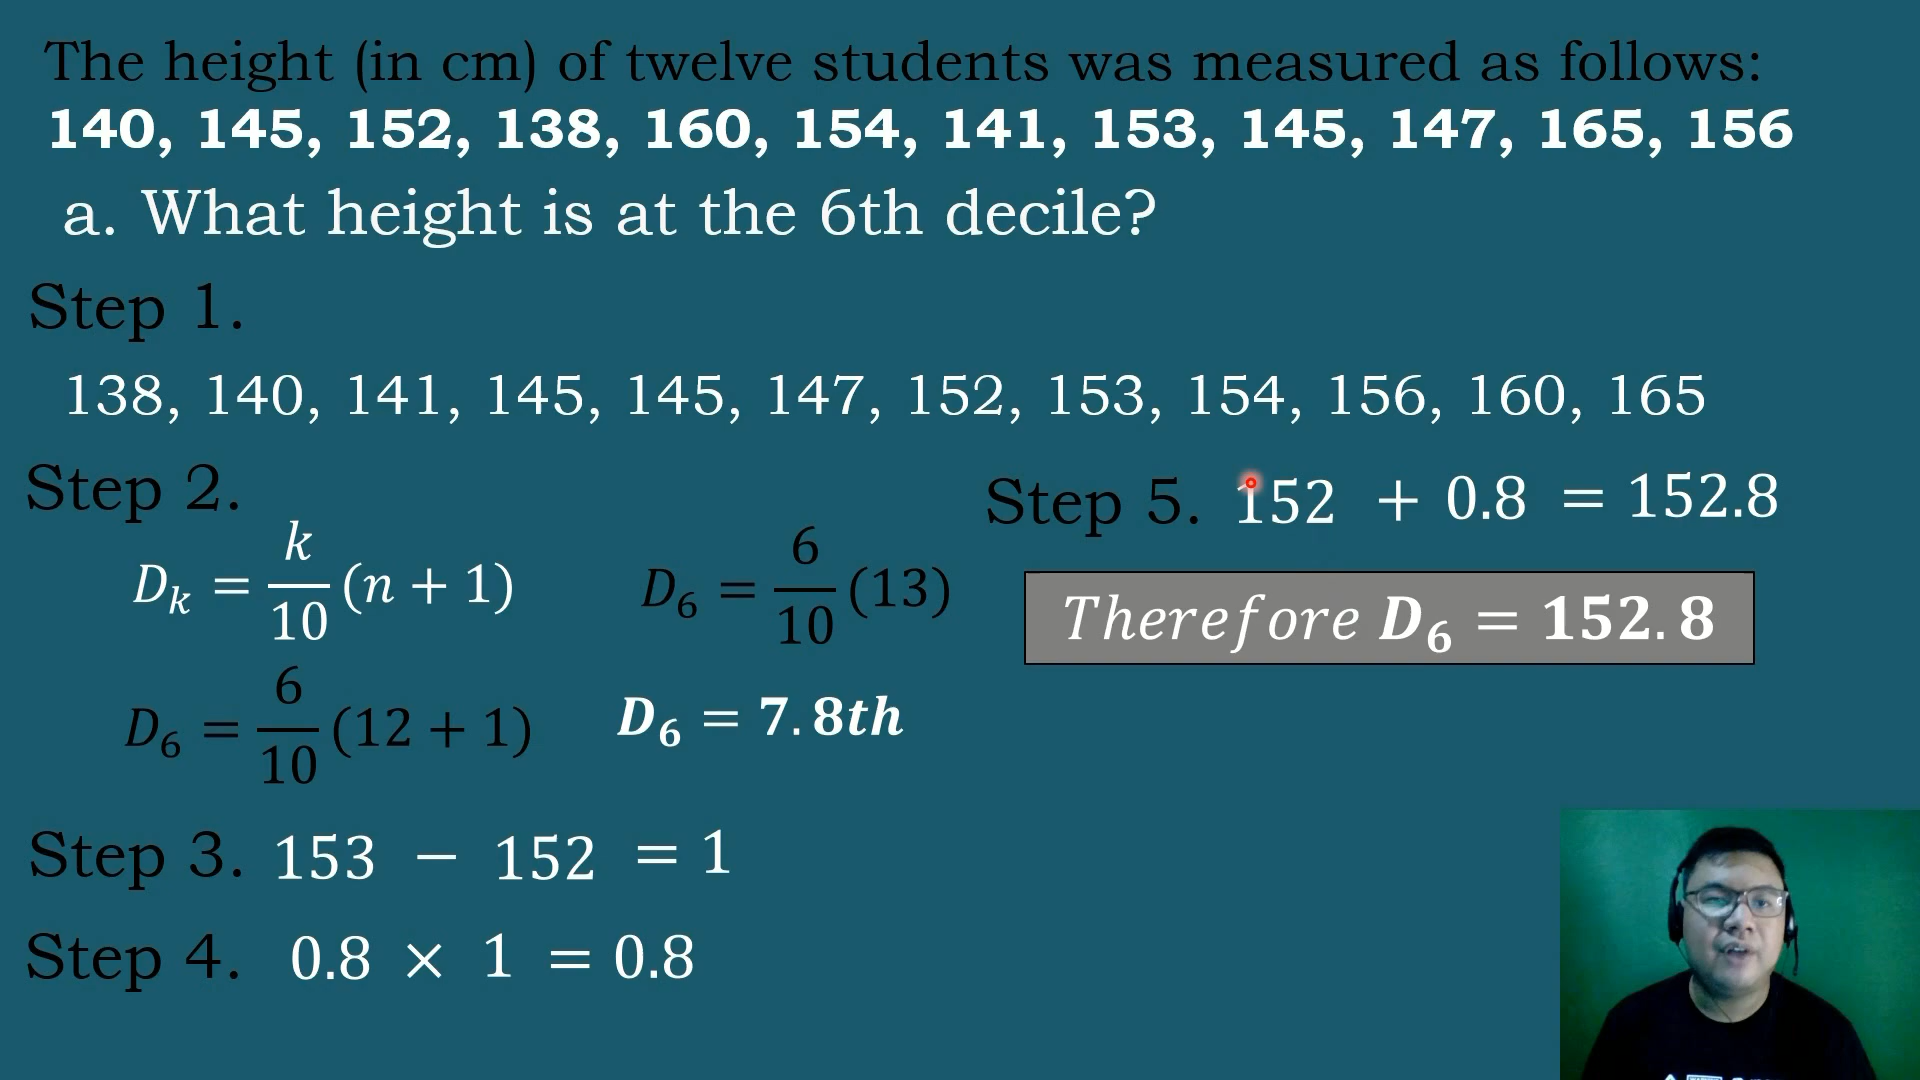 The height (in cm) of twelve students was measured as follows:
140, 145, 152, 138, 160, 154, 141, 153, 145, 147, 165, 156
a. What height is at the 6th decile?
Step 1.
138, 140, 141, 145, 145, 147, 152, 153, 154, 156, 160, 165
Step 2.
D_k = k/10 (n + 1)
D_6 = 6/10 (12 + 1)
D_6 = 6/10 (13)
D_6 = 7.8th
Step 3. 153 − 152 = 1
Step 4. 0.8 × 1 = 0.8
Step 5. 152 + 0.8 = 152.8
Therefore D_6 = 152.8